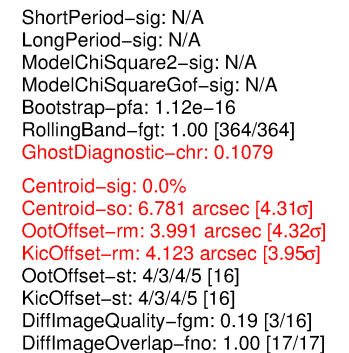 ShortPeriod−sig: N/A
LongPeriod−sig: N/A
ModelChiSquare2−sig: N/A
ModelChiSquareGof−sig: N/A
Bootstrap−pfa: 1.12e−16
RollingBand−fgt: 1.00 [364/364]
GhostDiagnostic−chr: 0.1079
Centroid−sig: 0.0%
Centroid−so: 6.781 arcsec [4.31σ]
OotOffset−rm: 3.991 arcsec [4.32σ]
KicOffset−rm: 4.123 arcsec [3.95σ]
OotOffset−st: 4/3/4/5 [16]
KicOffset−st: 4/3/4/5 [16]
DiffImageQuality−fgm: 0.19 [3/16]
DiffImageOverlap−fno: 1.00 [17/17]